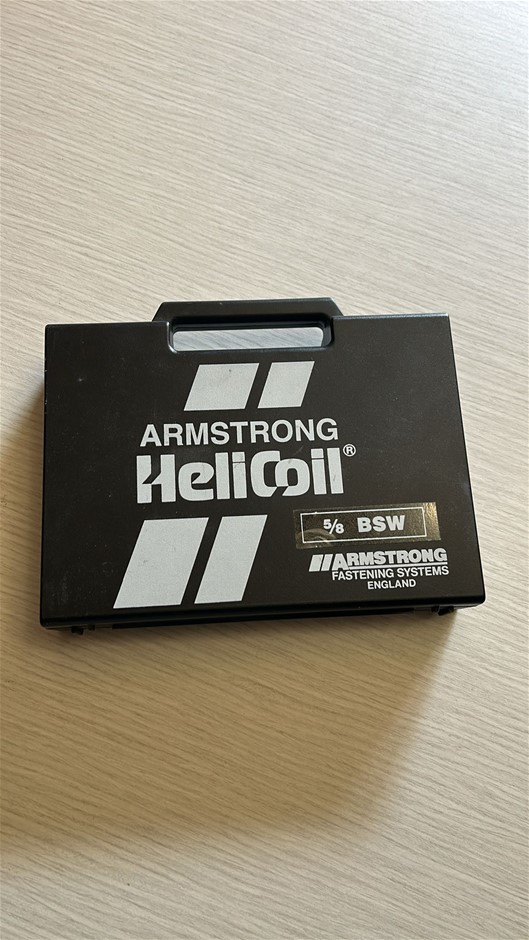 ARMSTRONG
HeliCoil®
5/8 BSW
ARMSTRONG
FASTENING SYSTEMS
ENGLAND